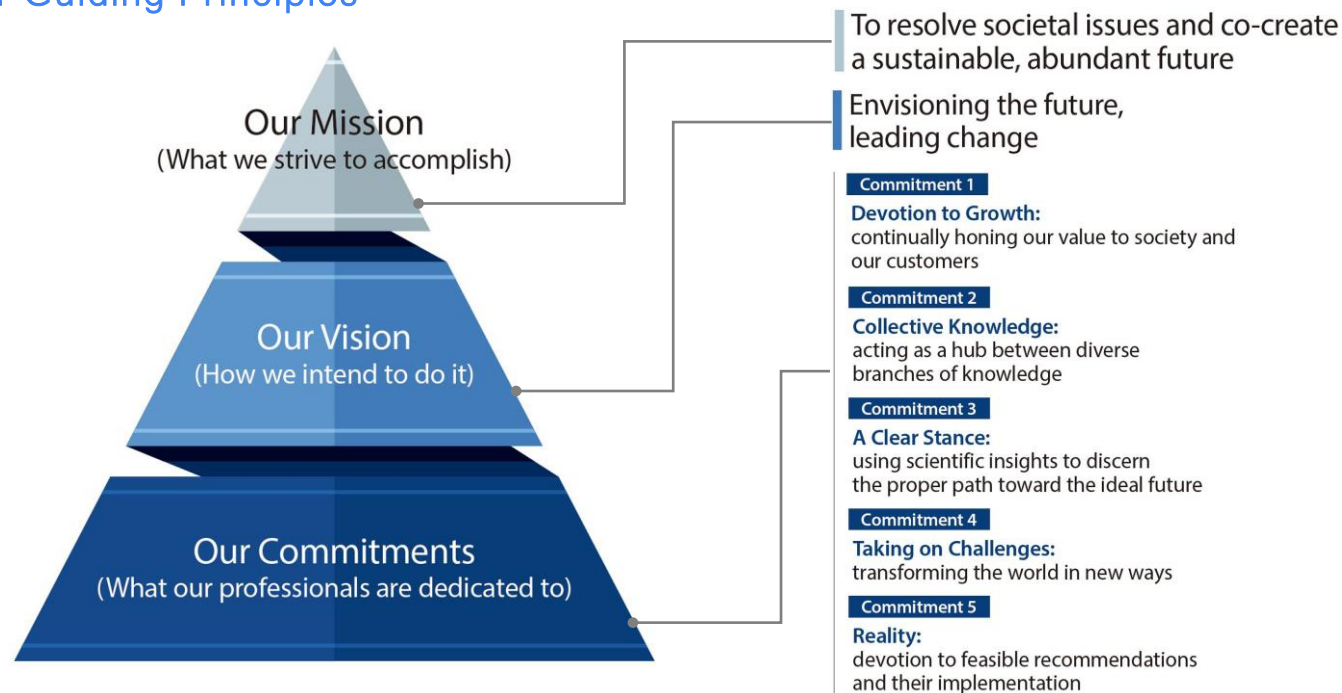 Guiding Principles
Our Mission
(What we strive to accomplish)
Our Vision
(How we intend to do it)
Our Commitments
(What our professionals are dedicated to)
To resolve societal issues and co-create
a sustainable, abundant future
Envisioning the future,
leading change
Commitment 1
Devotion to Growth:
continually honing our value to society and
our customers
Commitment 2
Collective Knowledge:
acting as a hub between diverse
branches of knowledge
Commitment 3
A Clear Stance:
using scientific insights to discern
the proper path toward the ideal future
Commitment 4
Taking on Challenges:
transforming the world in new ways
Commitment 5
Reality:
devotion to feasible recommendations
and their implementation